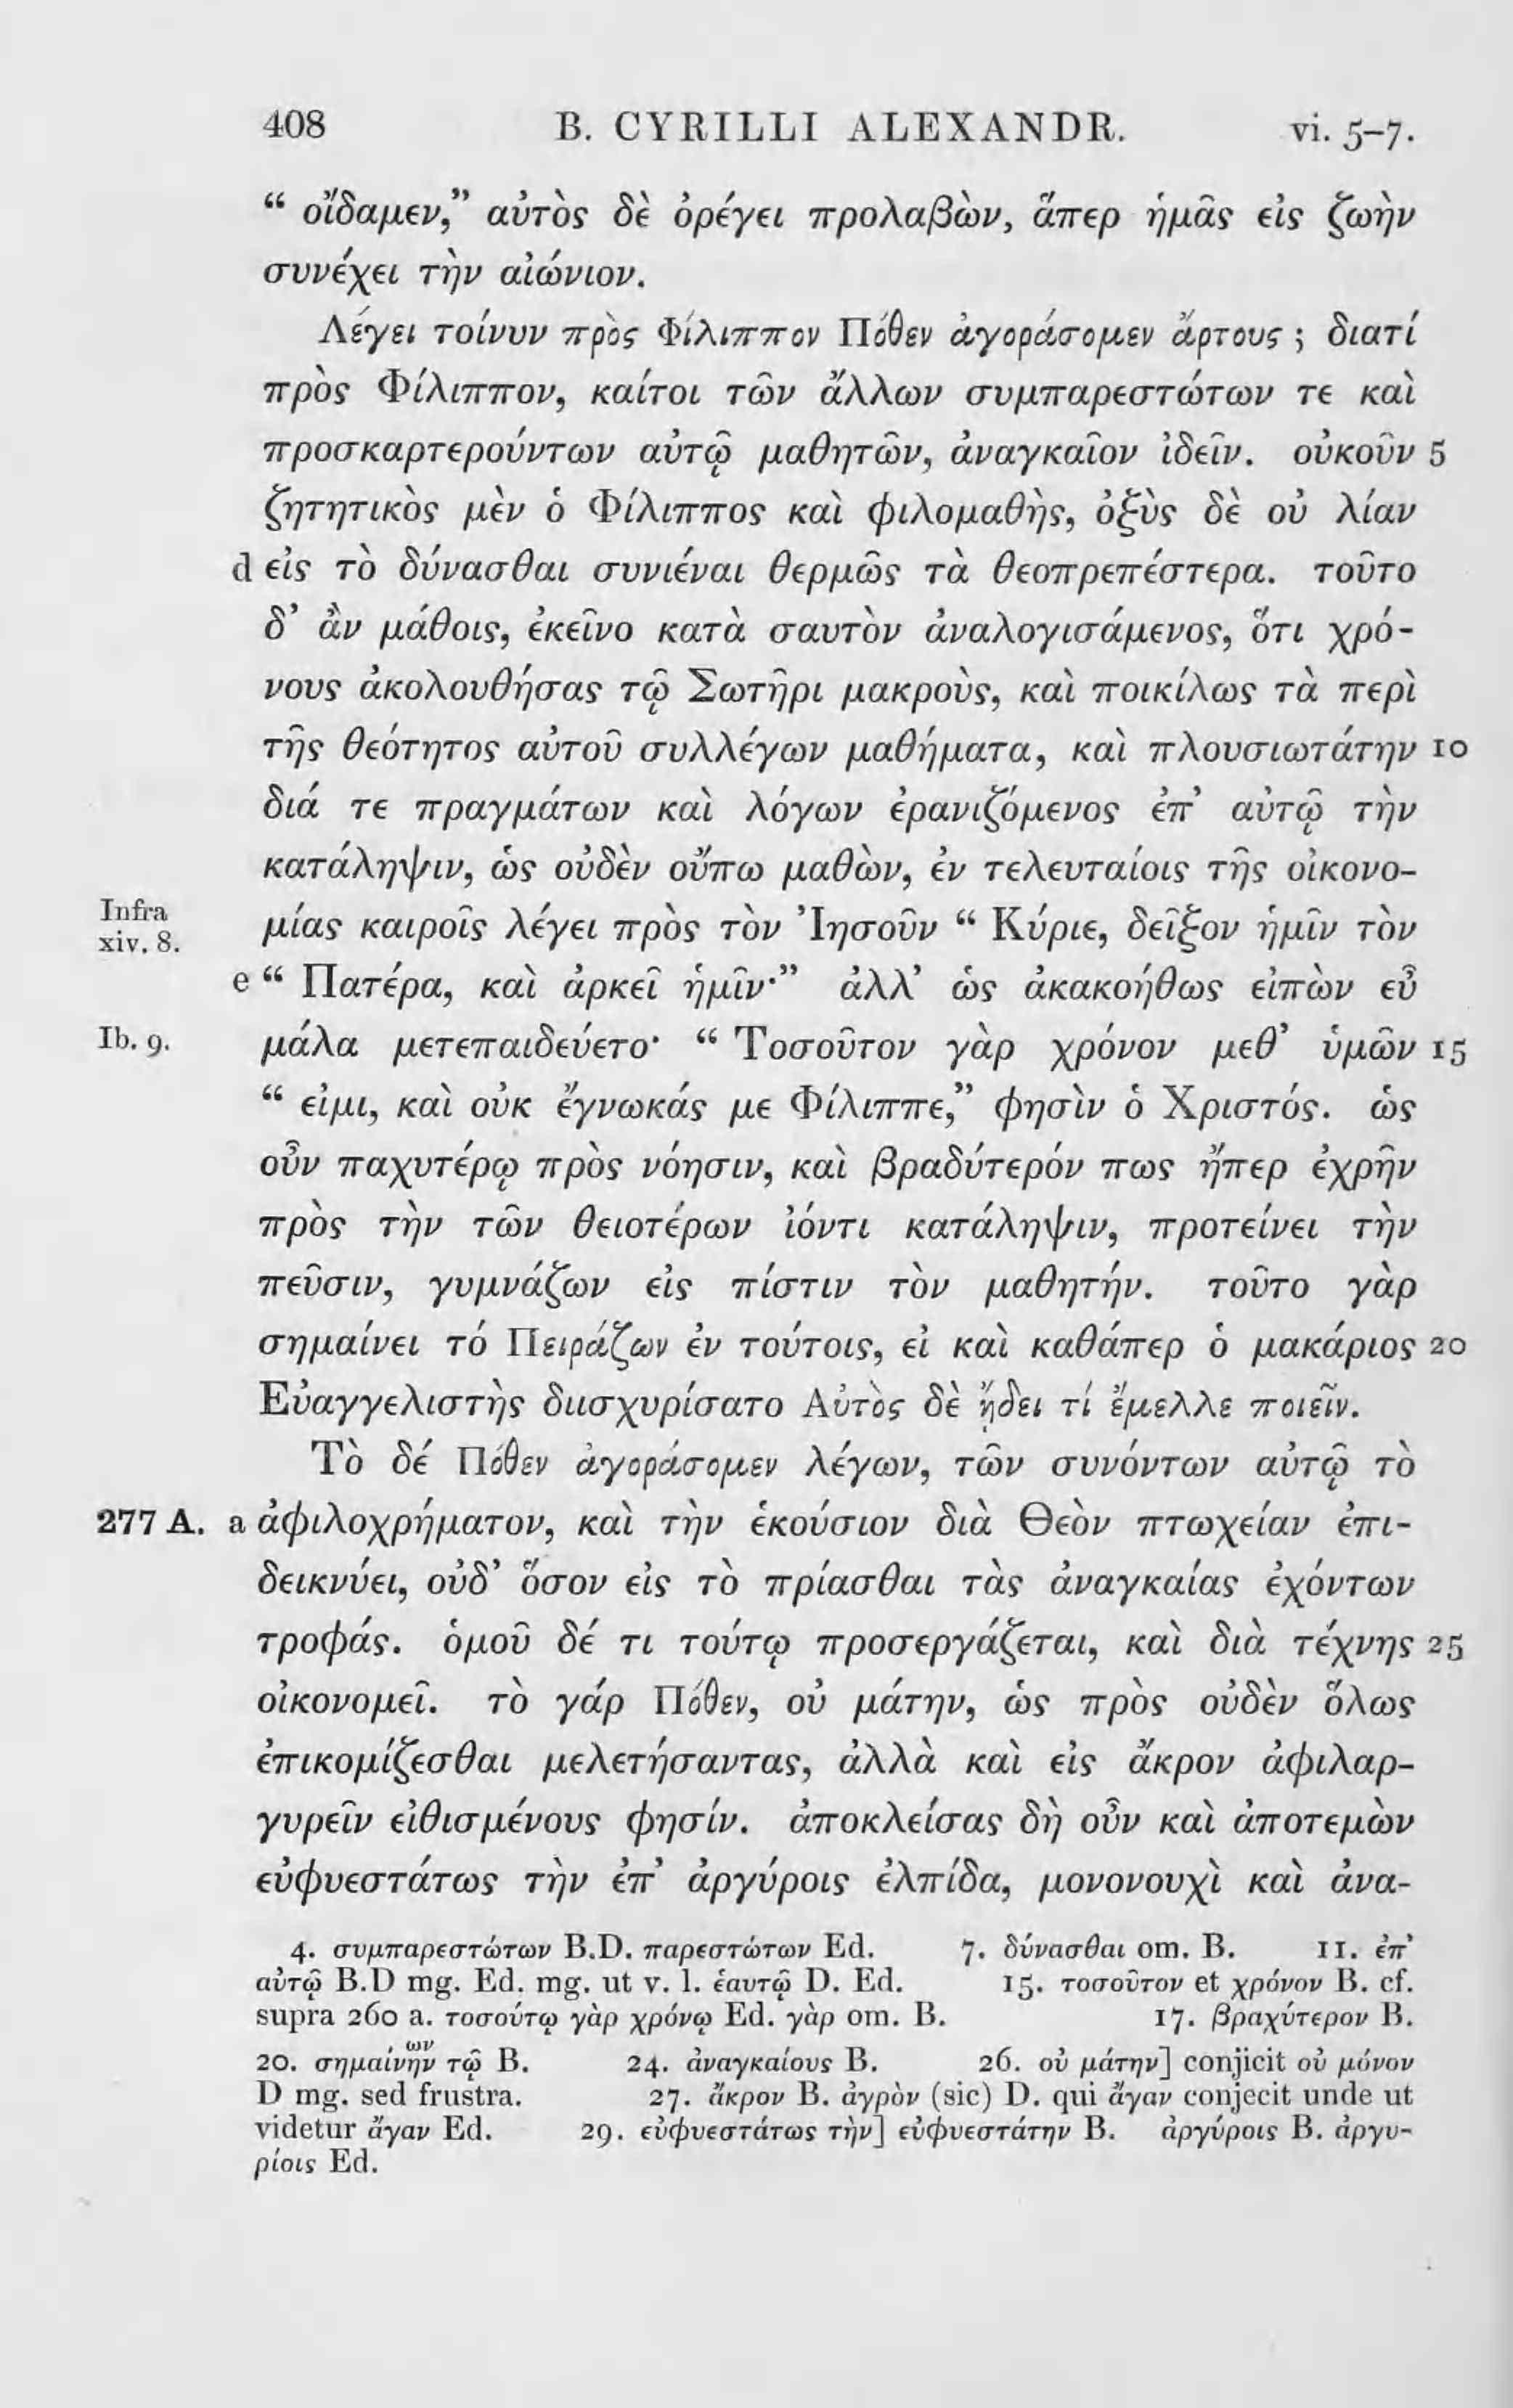 408 B. CYRILLI ALEXANDR. vi. 5-7.
“ οἴδαμεν,” αὐτὸς δὲ ὀρέγει προλαβὼν, ἅπερ ἡμᾶς εἰς ζωὴν
συνέχει τὴν αἰώνιον.
Λέγει τοίνυν πρὸς Φίλιππον Πόθεν ἀγοράσομεν ἄρτους ; διατί
πρὸς Φίλιππον, καίτοι τῶν ἄλλων συμπαρεστώτων τε καὶ
προσκαρτερούντων αὐτῷ μαθητῶν, ἀναγκαῖον ἰδεῖν. οὐκοῦν 5
ζητητικὸς μὲν ὁ Φίλιππος καὶ φιλομαθὴς, ὀξὺς δὲ οὐ λίαν
d εἰς τὸ δύνασθαι συνιέναι θερμῶς τὰ θεοπρεπέστερα. τοῦτο
δ’ ἂν μάθοις, ἐκεῖνο κατὰ σαυτὸν ἀναλογισάμενος, ὅτι χρό-
νους ἀκολουθήσας τῷ Σωτῆρι μακροὺς, καὶ ποικίλως τὰ περὶ
τῆς θεότητος αὐτοῦ συλλέγων μαθήματα, καὶ πλουσιωτάτην 10
διά τε πραγμάτων καὶ λόγων ἐρανιζόμενος ἐπ’ αὐτῷ τὴν
κατάληψιν, ὡς οὐδὲν οὔπω μαθὼν, ἐν τελευταίοις τῆς οἰκονο-
Infra xiv. 8. μίας καιροῖς λέγει πρὸς τὸν Ἰησοῦν “ Κύριε, δεῖξον ἡμῖν τὸν
e “ Πατέρα, καὶ ἀρκεῖ ἡμῖν·” ἀλλ’ ὡς ἀκακοήθως εἰπὼν εὖ
Ib. 9. μάλα μετεπαιδεύετο· “ Τοσοῦτον γὰρ χρόνον μεθ’ ὑμῶν 15
“ εἰμι, καὶ οὐκ ἔγνωκάς με Φίλιππε,” φησὶν ὁ Χριστός. ὡς
οὖν παχυτέρῳ πρὸς νόησιν, καὶ βραδύτερόν πως ἤπερ ἐχρῆν
πρὸς τὴν τῶν θειοτέρων ἰόντι κατάληψιν, προτείνει τὴν
πεῦσιν, γυμνάζων εἰς πίστιν τὸν μαθητήν. τοῦτο γὰρ
σημαίνει τό Πειράζων ἐν τούτοις, εἰ καὶ καθάπερ ὁ μακάριος 20
Εὐαγγελιστὴς διισχυρίσατο Αὐτὸς δὲ ᾔδει τί ἔμελλε ποιεῖν.
Τὸ δέ Πόθεν ἀγοράσομεν λέγων, τῶν συνόντων αὐτῷ τὸ
277 A. a ἀφιλοχρήματον, καὶ τὴν ἑκούσιον διὰ Θεὸν πτωχείαν ἐπι-
δεικνύει, οὐδ’ ὅσον εἰς τὸ πρίασθαι τὰς ἀναγκαίας ἐχόντων
τροφάς. ὁμοῦ δέ τι τούτῳ προσεργάζεται, καὶ διὰ τέχνης 25
οἰκονομεῖ. τὸ γάρ Πόθεν, οὐ μάτην, ὡς πρὸς οὐδὲν ὅλως
ἐπικομίζεσθαι μελετήσαντας, ἀλλὰ καὶ εἰς ἄκρον ἀφιλαρ-
γυρεῖν εἰθισμένους φησίν. ἀποκλείσας δὴ οὖν καὶ ἀποτεμὼν
εὐφυεστάτως τὴν ἐπ’ ἀργύροις ἐλπίδα, μονονουχὶ καὶ ἀνα-
4. συμπαρεστώτων B.D. παρεστώτων Ed. 7. δύνασθαι om. B. 11. ἐπ’
αὐτῷ B.D mg. Ed. mg. ut v. l. ἑαυτῷ D. Ed. 15. τοσοῦτον et χρόνον B. cf.
supra 260 a. τοσούτῳ γὰρ χρόνῳ Ed. γὰρ om. B. 17. βραχύτερον B.
20. σημαίνὴν ων τῷ B. 24. ἀναγκαίους B. 26. οὐ μάτην] conjicit οὐ μόνον
D mg. sed frustra. 27. ἄκρον B. ἀγρὸν (sic) D. qui ἄγαν conjecit unde ut
videtur ἄγαν Ed. 29. εὐφυεστάτως τὴν] εὐφυεστάτην B. ἀργύροις B. ἀργυ-
ρίοις Ed.